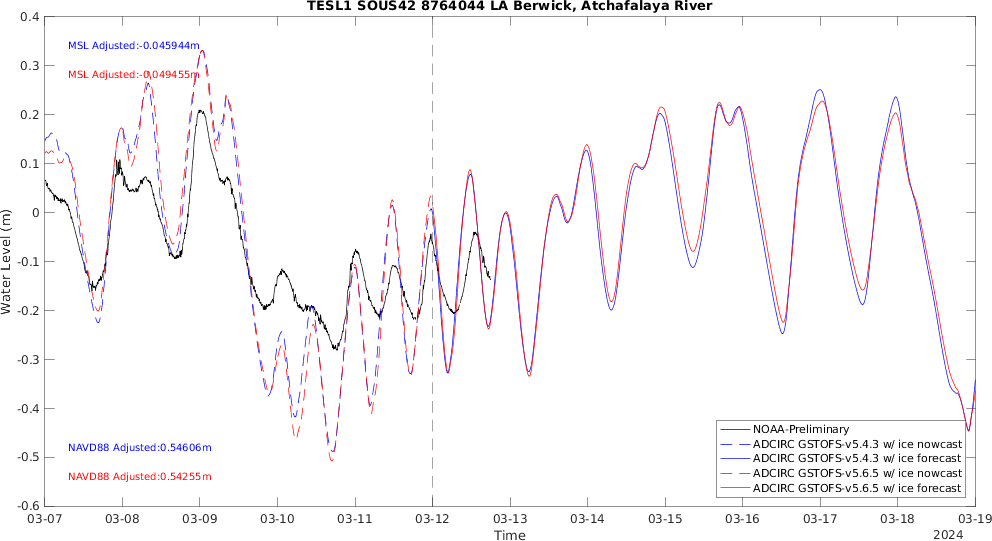 TESL1 SOUS42 8764044 LA Berwick, Atchafalaya River
0.4
0.3
0.2
0.1
0
-0.1
-0.2
-0.3
-0.4
-0.5
-0.6
Water Level (m)
MSL Adjusted:-0.045944m
MSL Adjusted:-0.049455m
NAVD88 Adjusted:0.54606m
NAVD88 Adjusted:0.54255m
NOAA-Preliminary
ADCIRC GSTOFS-v5.4.3 w/ ice nowcast
ADCIRC GSTOFS-v5.4.3 w/ ice forecast
ADCIRC GSTOFS-v5.6.5 w/ ice nowcast
ADCIRC GSTOFS-v5.6.5 w/ ice forecast
03-07 03-08 03-09 03-10 03-11 03-12 03-13 03-14 03-15 03-16 03-17 03-18 03-19
Time
2024